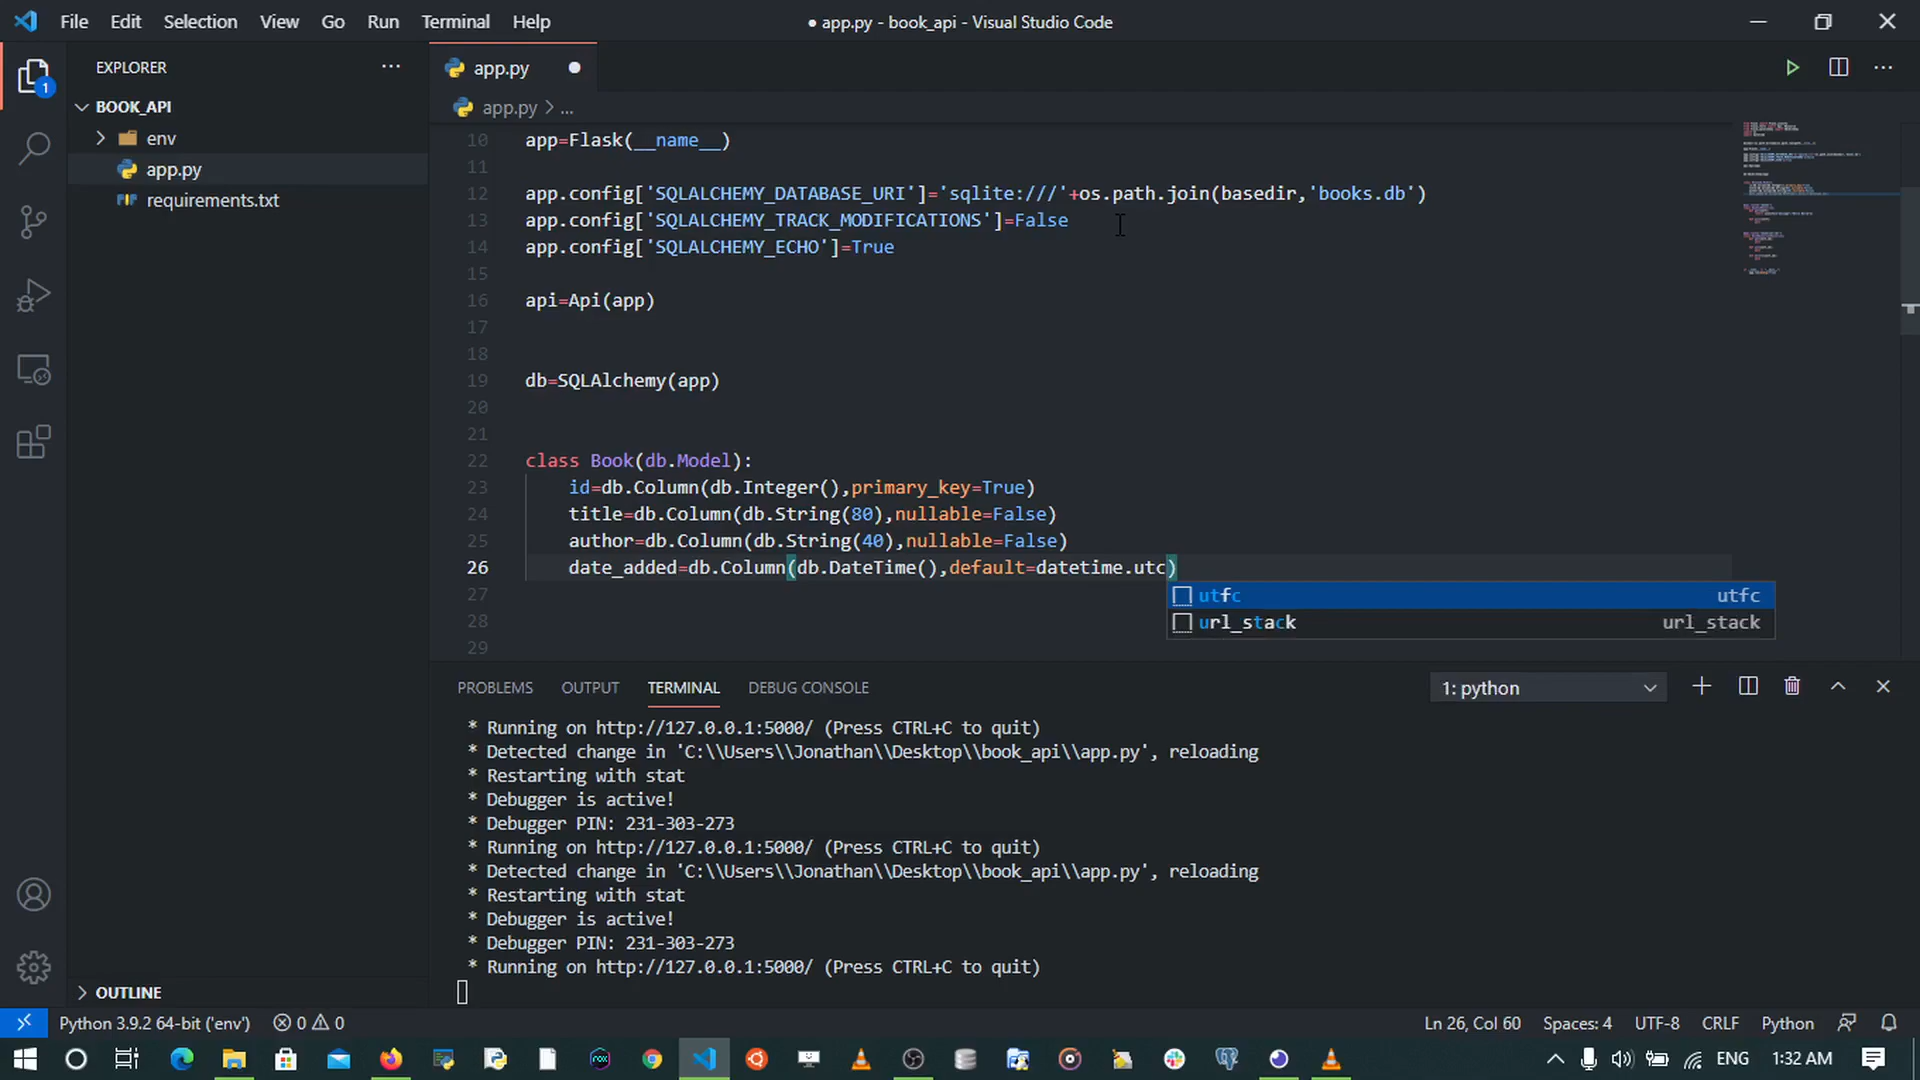 File Edit Selection View Go Run Terminal Help ● app.py - book_api - Visual Studio Code
EXPLORER ... app.py
1
BOOK_API app.py > ...
env
app.py
requirements.txt
10 app=Flask(__name__)
11
12 app.config['SQLALCHEMY_DATABASE_URI']='sqlite:///'+os.path.join(basedir,'books.db')
13 app.config['SQLALCHEMY_TRACK_MODIFICATIONS']=False
14 app.config['SQLALCHEMY_ECHO']=True
15
16 api=Api(app)
17
18
19 db=SQLAlchemy(app)
20
21
22 class Book(db.Model):
23 id=db.Column(db.Integer(),primary_key=True)
24 title=db.Column(db.String(80),nullable=False)
25 author=db.Column(db.String(40),nullable=False)
26 date_added=db.Column(db.DateTime(),default=datetime.utc)
27 utfc utfc
28 url_stack url_stack
29
PROBLEMS OUTPUT TERMINAL DEBUG CONSOLE 1: python
* Running on http://127.0.0.1:5000/ (Press CTRL+C to quit)
* Detected change in 'C:\\Users\\Jonathan\\Desktop\\book_api\\app.py', reloading
* Restarting with stat
* Debugger is active!
* Debugger PIN: 231-303-273
* Running on http://127.0.0.1:5000/ (Press CTRL+C to quit)
* Detected change in 'C:\\Users\\Jonathan\\Desktop\\book_api\\app.py', reloading
* Restarting with stat
* Debugger is active!
* Debugger PIN: 231-303-273
* Running on http://127.0.0.1:5000/ (Press CTRL+C to quit)
OUTLINE
Python 3.9.2 64-bit ('env') 0 0 Ln 26, Col 60 Spaces: 4 UTF-8 CRLF Python
ENG 1:32 AM